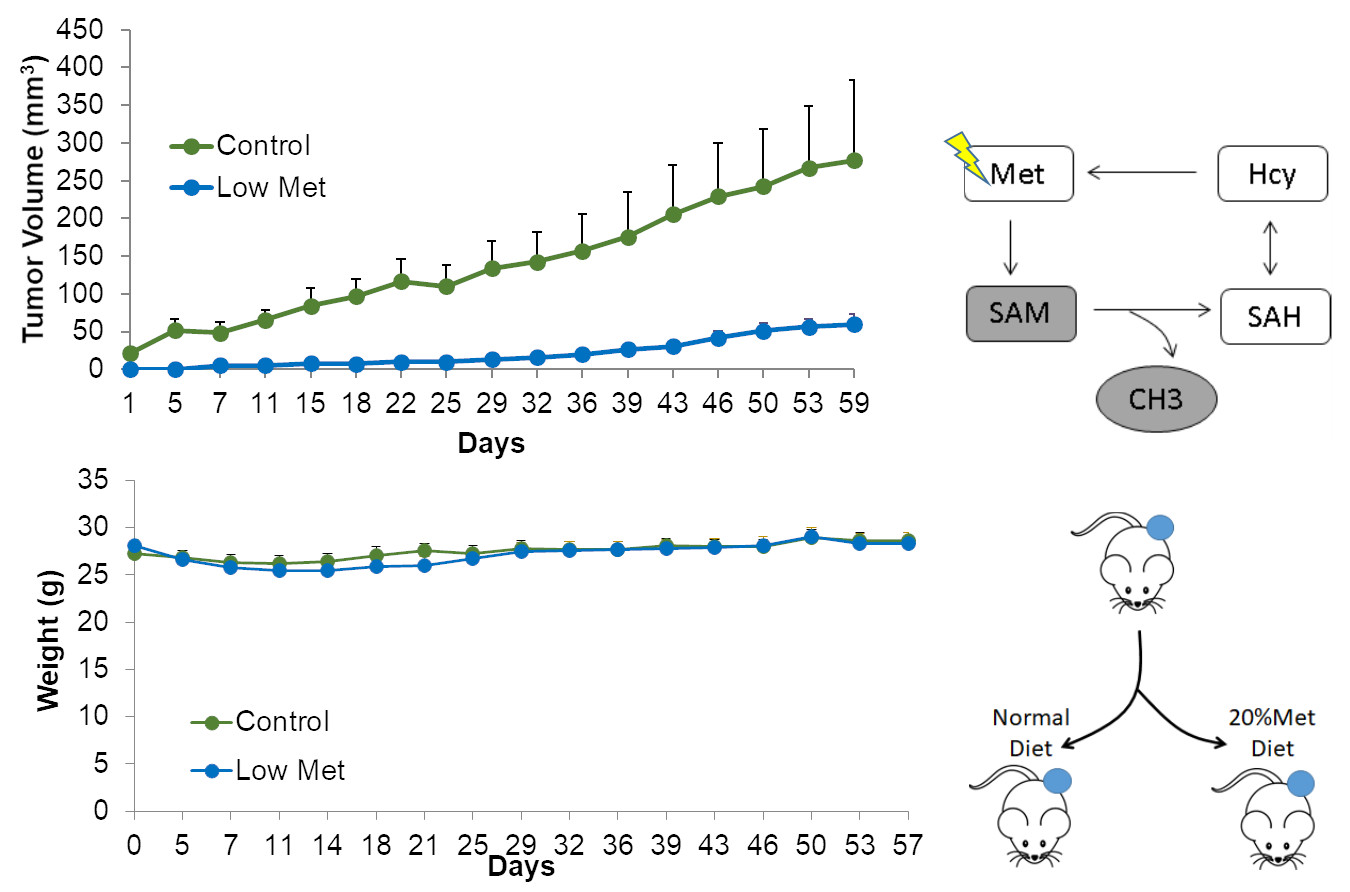 450
400
350
300
250
200
150
100
50
0
Tumor Volume (mm³)
Control
Low Met
1 5 7 11 15 18 22 25 29 32 36 39 43 46 50 53 59
Days
Met
Hcy
SAM
SAH
CH3
35
30
25
20
15
10
5
0
Weight (g)
Control
Low Met
0 5 7 11 14 18 21 25 29 32 36 39 43 46 50 53 57
Days
Normal
Diet
20%Met
Diet